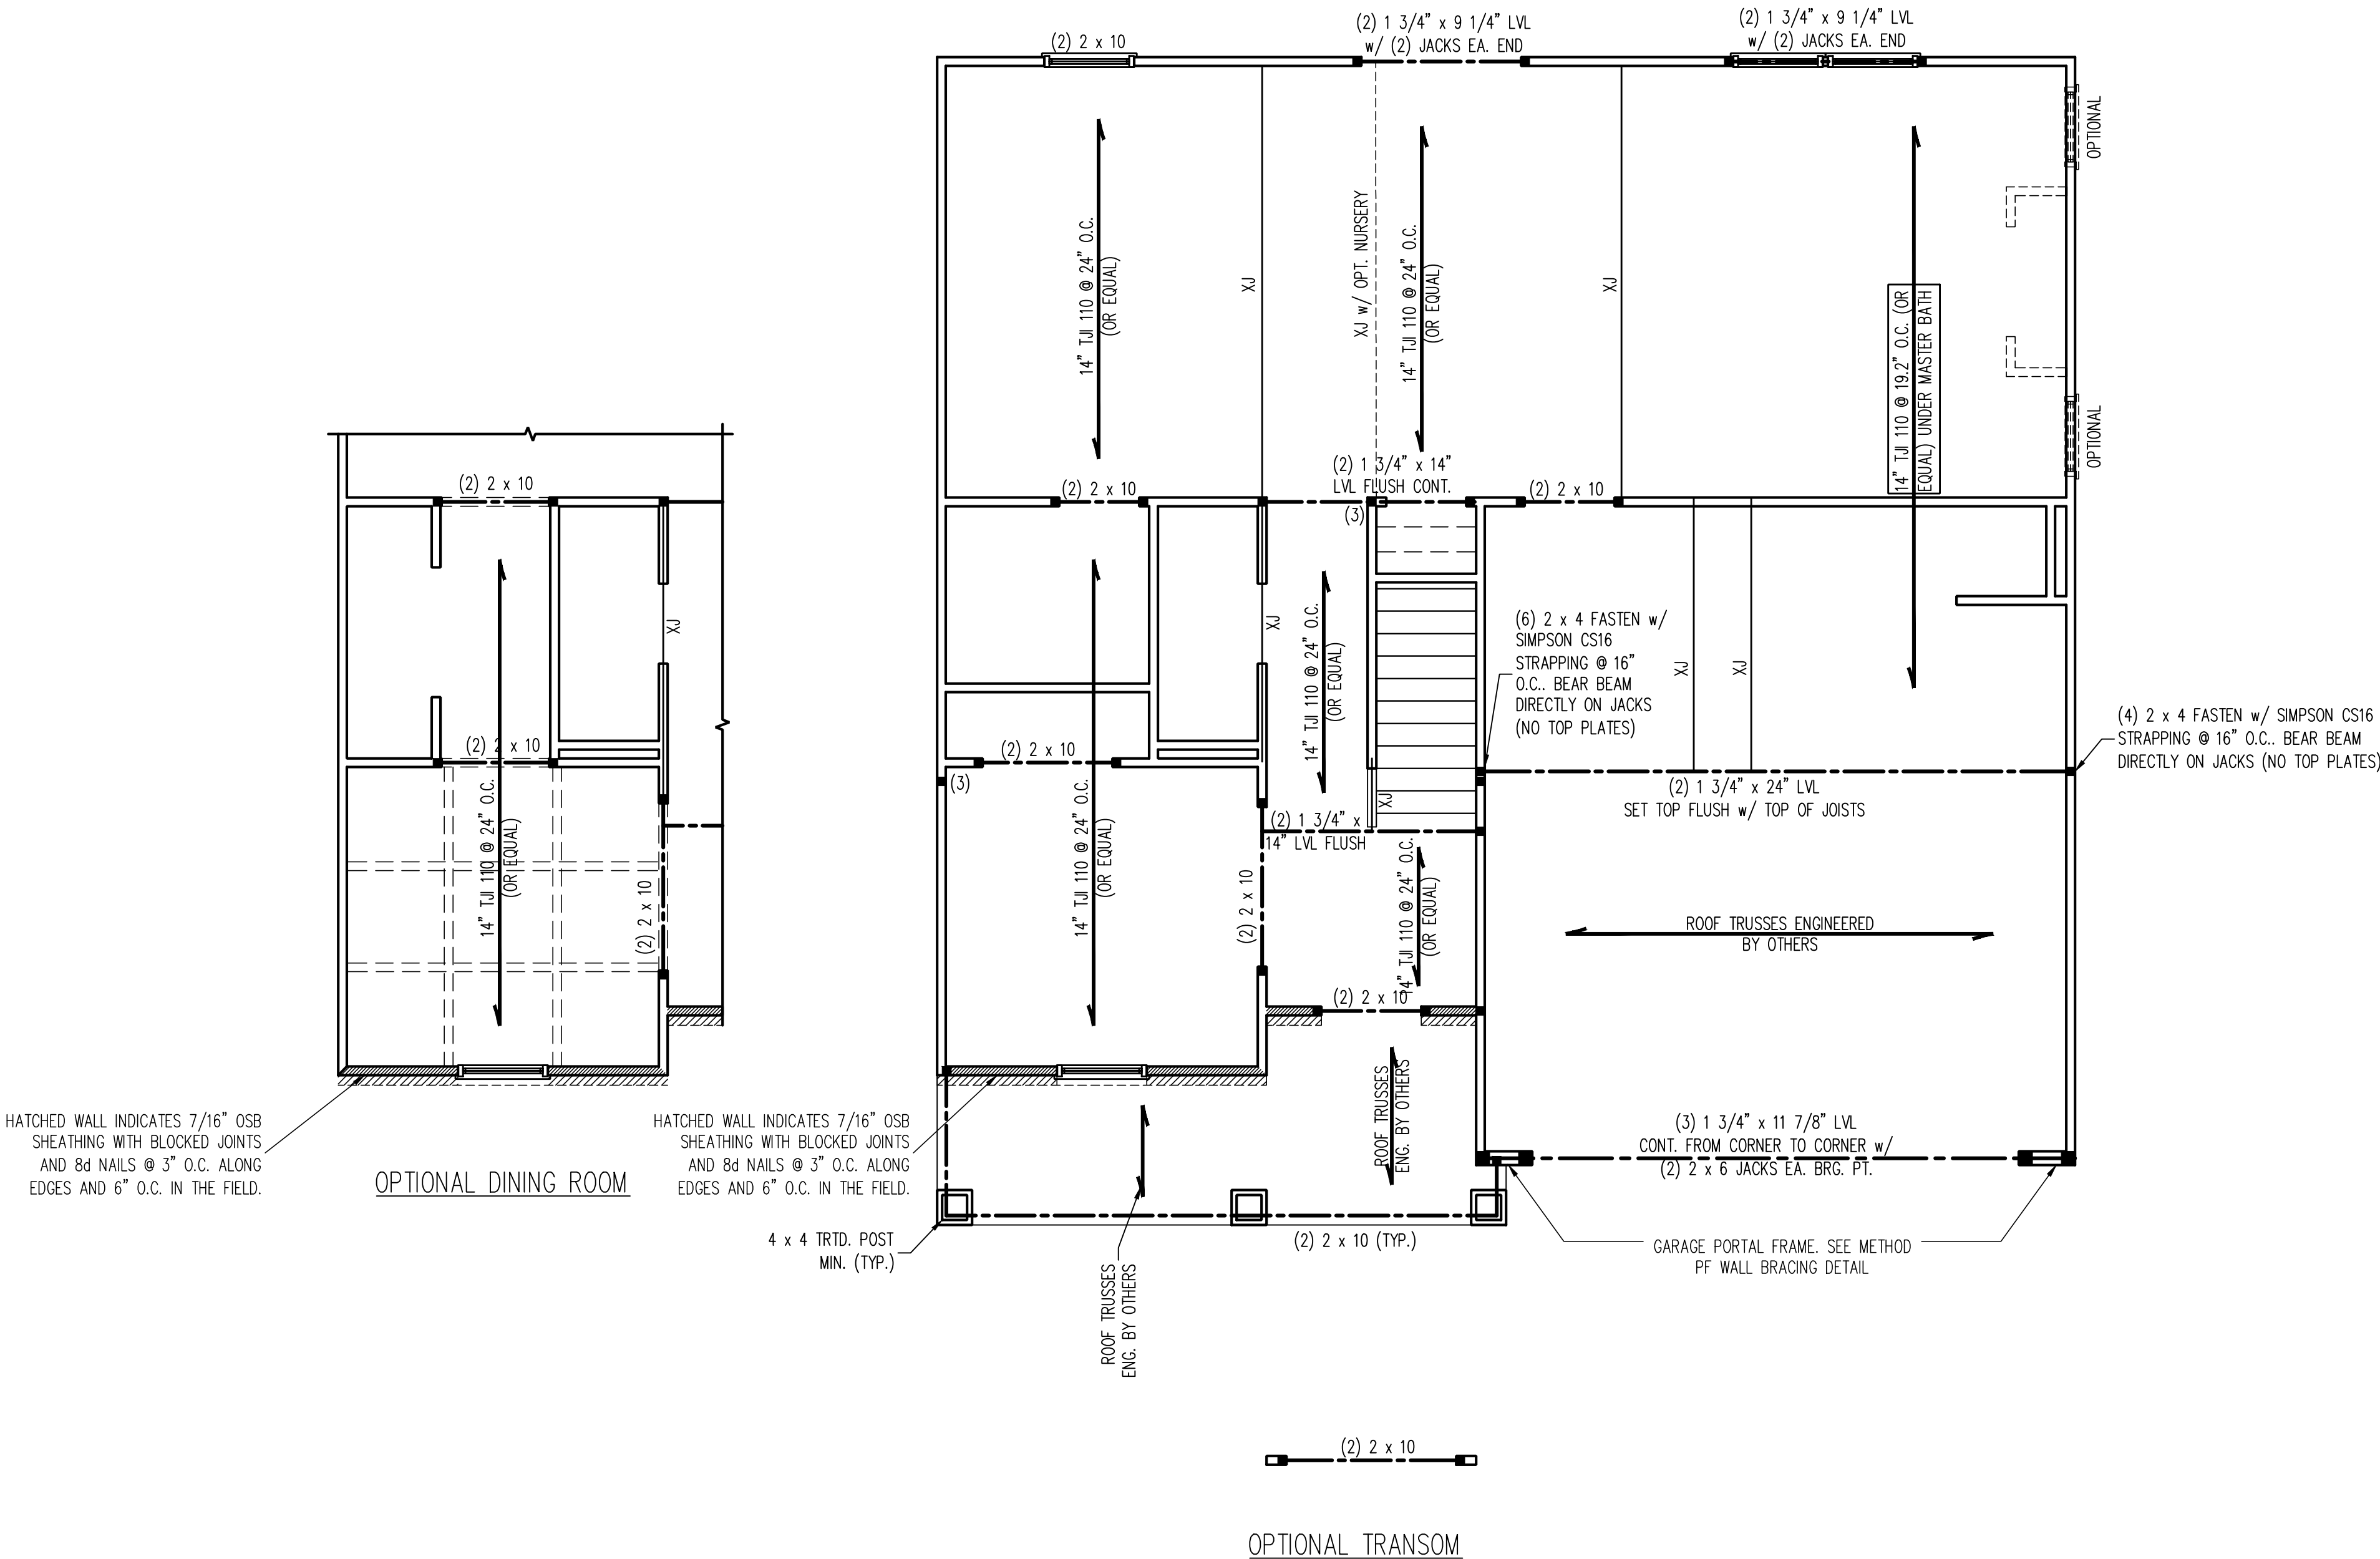 (2) 2 x 10
(2) 1 3/4" x 9 1/4" LVL
w/ (2) JACKS EA. END
(2) 1 3/4" x 9 1/4" LVL
w/ (2) JACKS EA. END
OPTIONAL
14" TJI 110 @ 24" O.C.
(OR EQUAL)
XJ
XJ w/ OPT. NURSERY
14" TJI 110 @ 24" O.C.
(OR EQUAL)
XJ
14" TJI 110 @ 19.2" O.C. (OR
EQUAL) UNDER MASTER BATH
OPTIONAL
(2) 2 x 10
(2) 1 3/4" x 14"
LVL FLUSH CONT.
(3)
(2) 2 x 10
(2) 2 x 10
XJ
(2) 2 x 10
14" TJI 110 @ 24" O.C.
(OR EQUAL)
(2) 2 x 10
XJ
14" TJI 110 @ 24" O.C.
(OR EQUAL)
(6) 2 x 4 FASTEN w/
SIMPSON CS16
STRAPPING @ 16"
O.C.. BEAR BEAM
DIRECTLY ON JACKS
(NO TOP PLATES)
XJ
XJ
(4) 2 x 4 FASTEN w/ SIMPSON CS16
STRAPPING @ 16" O.C.. BEAR BEAM
DIRECTLY ON JACKS (NO TOP PLATES)
(2) 2 x 10
(3)
XJ
(2) 1 3/4" x 24" LVL
SET TOP FLUSH w/ TOP OF JOISTS
(2) 1 3/4" x
14" LVL FLUSH
14" TJI 110 @ 24" O.C.
(OR EQUAL)
(2) 2 x 10
14" TJI 110 @ 24" O.C.
(OR EQUAL)
ROOF TRUSSES ENGINEERED
BY OTHERS
(2) 2 x 10
HATCHED WALL INDICATES 7/16" OSB
SHEATHING WITH BLOCKED JOINTS
AND 8d NAILS @ 3" O.C. ALONG
EDGES AND 6" O.C. IN THE FIELD.
OPTIONAL DINING ROOM
HATCHED WALL INDICATES 7/16" OSB
SHEATHING WITH BLOCKED JOINTS
AND 8d NAILS @ 3" O.C. ALONG
EDGES AND 6" O.C. IN THE FIELD.
ROOF TRUSSES
ENG. BY OTHERS
(3) 1 3/4" x 11 7/8" LVL
CONT. FROM CORNER TO CORNER w/
(2) 2 x 6 JACKS EA. BRG. PT.
4 x 4 TRTD. POST
MIN. (TYP.)
(2) 2 x 10 (TYP.)
GARAGE PORTAL FRAME. SEE METHOD
PF WALL BRACING DETAIL
ROOF TRUSSES
ENG. BY OTHERS
(2) 2 x 10
OPTIONAL TRANSOM